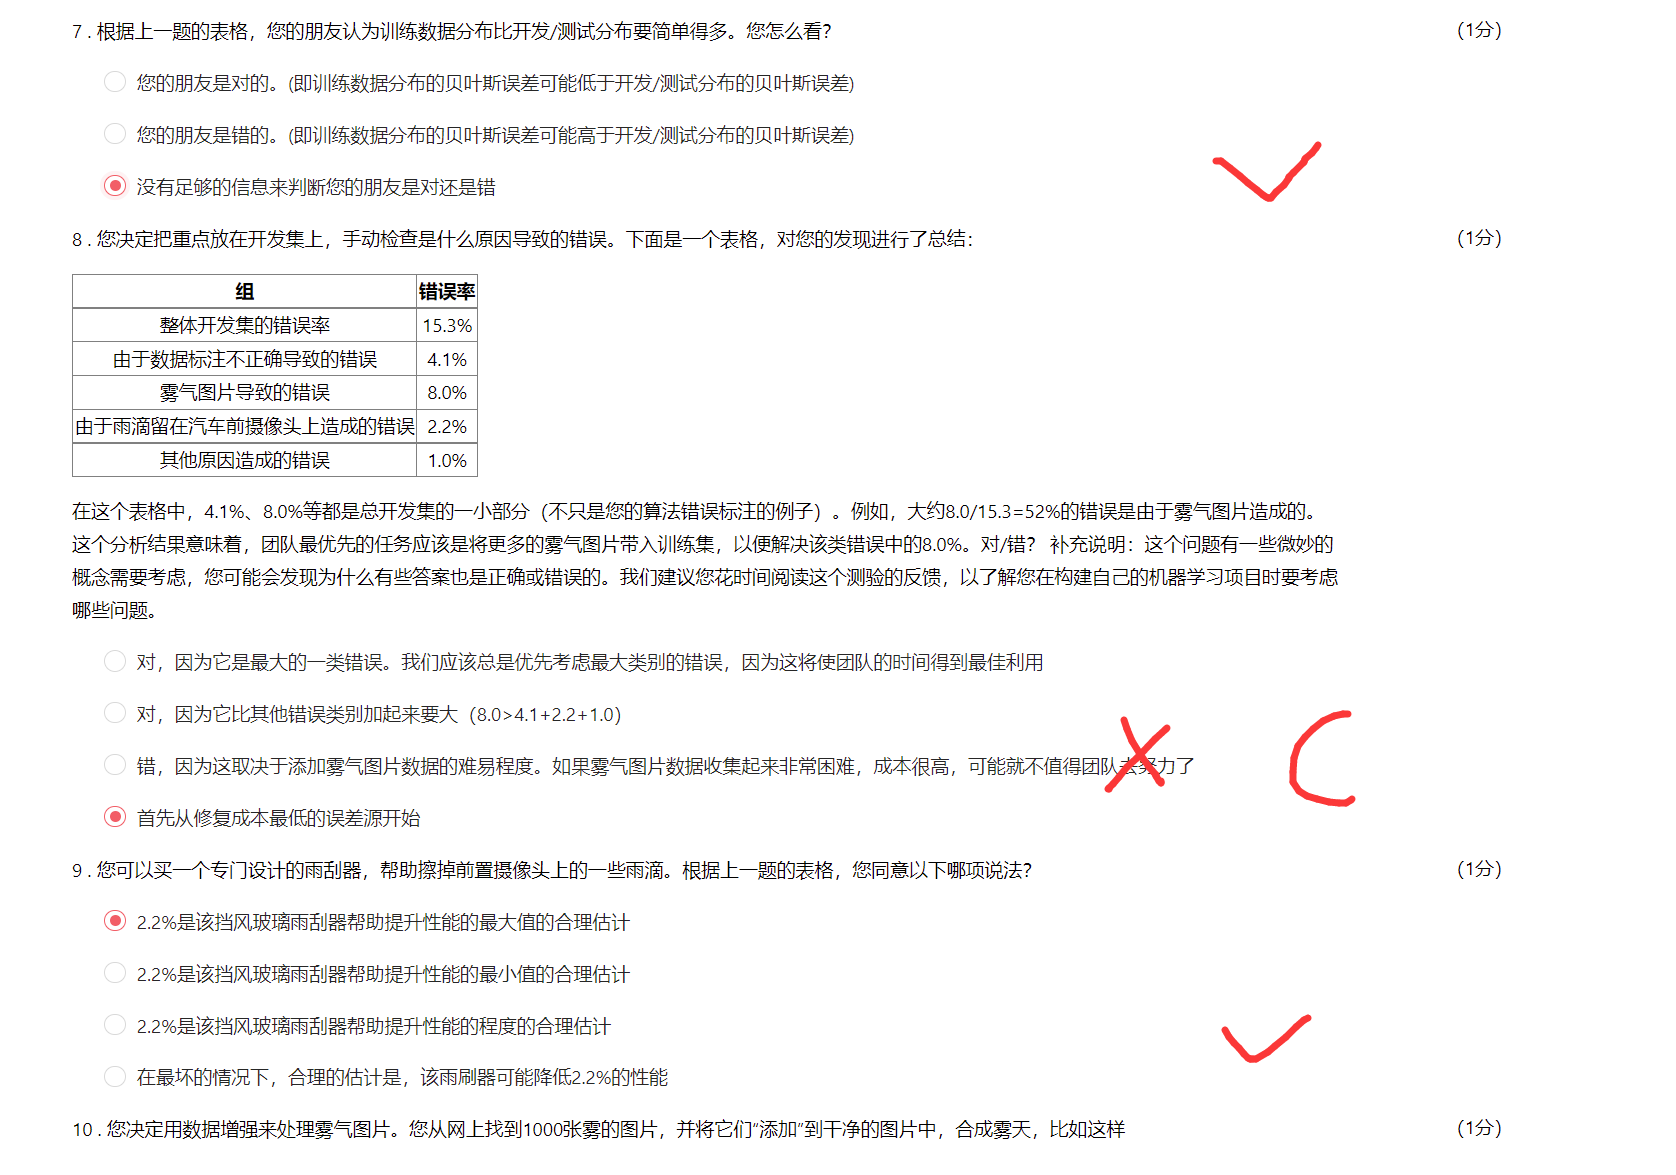 7 . 根据上一题的表格，您的朋友认为训练数据分布比开发/测试分布要简单得多。您怎么看？ （1分）
您的朋友是对的。(即训练数据分布的贝叶斯误差可能低于开发/测试分布的贝叶斯误差)
您的朋友是错的。(即训练数据分布的贝叶斯误差可能高于开发/测试分布的贝叶斯误差)
没有足够的信息来判断您的朋友是对还是错
8 . 您决定把重点放在开发集上，手动检查是什么原因导致的错误。下面是一个表格，对您的发现进行了总结： （1分）
组 错误率
整体开发集的错误率 15.3%
由于数据标注不正确导致的错误 4.1%
雾气图片导致的错误 8.0%
由于雨滴留在汽车前摄像头上造成的错误 2.2%
其他原因造成的错误 1.0%
在这个表格中，4.1%、8.0%等都是总开发集的一小部分（不只是您的算法错误标注的例子）。例如，大约8.0/15.3=52%的错误是由于雾气图片造成的。
这个分析结果意味着，团队最优先的任务应该是将更多的雾气图片带入训练集，以便解决该类错误中的8.0%。对/错？ 补充说明：这个问题有一些微妙的
概念需要考虑，您可能会发现为什么有些答案也是正确或错误的。我们建议您花时间阅读这个测验的反馈，以了解您在构建自己的机器学习项目时要考虑
哪些问题。
对，因为它是最大的一类错误。我们应该总是优先考虑最大类别的错误，因为这将使团队的时间得到最佳利用
对，因为它比其他错误类别加起来要大（8.0>4.1+2.2+1.0）
错，因为这取决于添加雾气图片数据的难易程度。如果雾气图片数据收集起来非常困难，成本很高，可能就不值得团队去努力了
C
首先从修复成本最低的误差源开始
9 . 您可以买一个专门设计的雨刮器，帮助擦掉前置摄像头上的一些雨滴。根据上一题的表格，您同意以下哪项说法？ （1分）
2.2%是该挡风玻璃雨刮器帮助提升性能的最大值的合理估计
2.2%是该挡风玻璃雨刮器帮助提升性能的最小值的合理估计
2.2%是该挡风玻璃雨刮器帮助提升性能的程度的合理估计
在最坏的情况下，合理的估计是，该雨刷器可能降低2.2%的性能
10 . 您决定用数据增强来处理雾气图片。您从网上找到1000张雾的图片，并将它们“添加”到干净的图片中，合成雾天，比如这样 （1分）